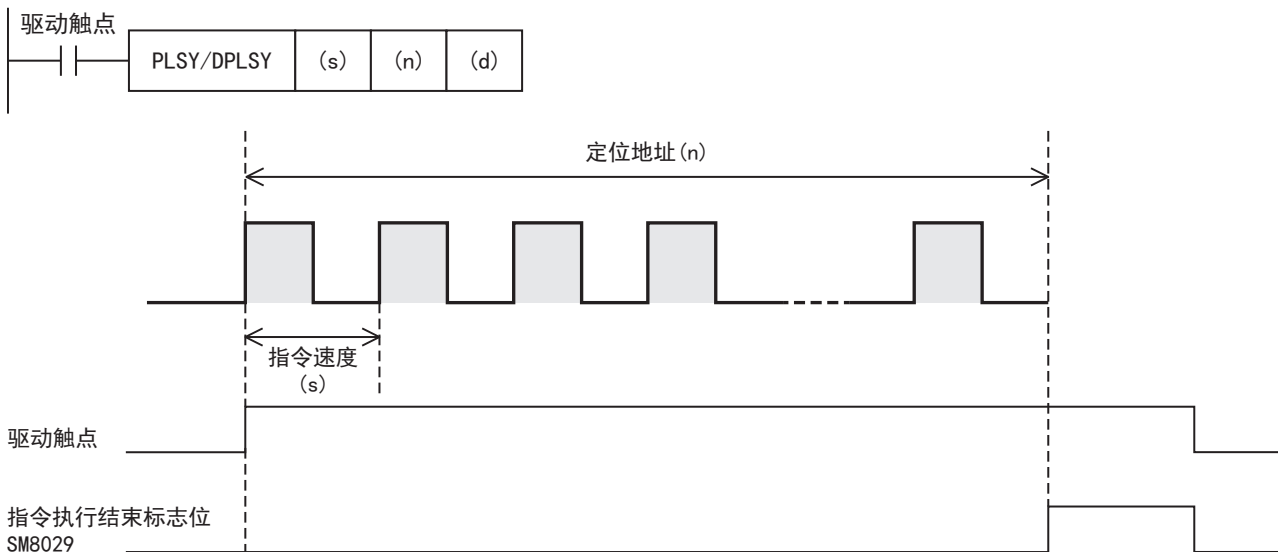 驱动触点
PLSY/DPLSY (s) (n) (d)
定位地址(n)
指令速度
(s)
驱动触点
指令执行结束标志位
SM8029